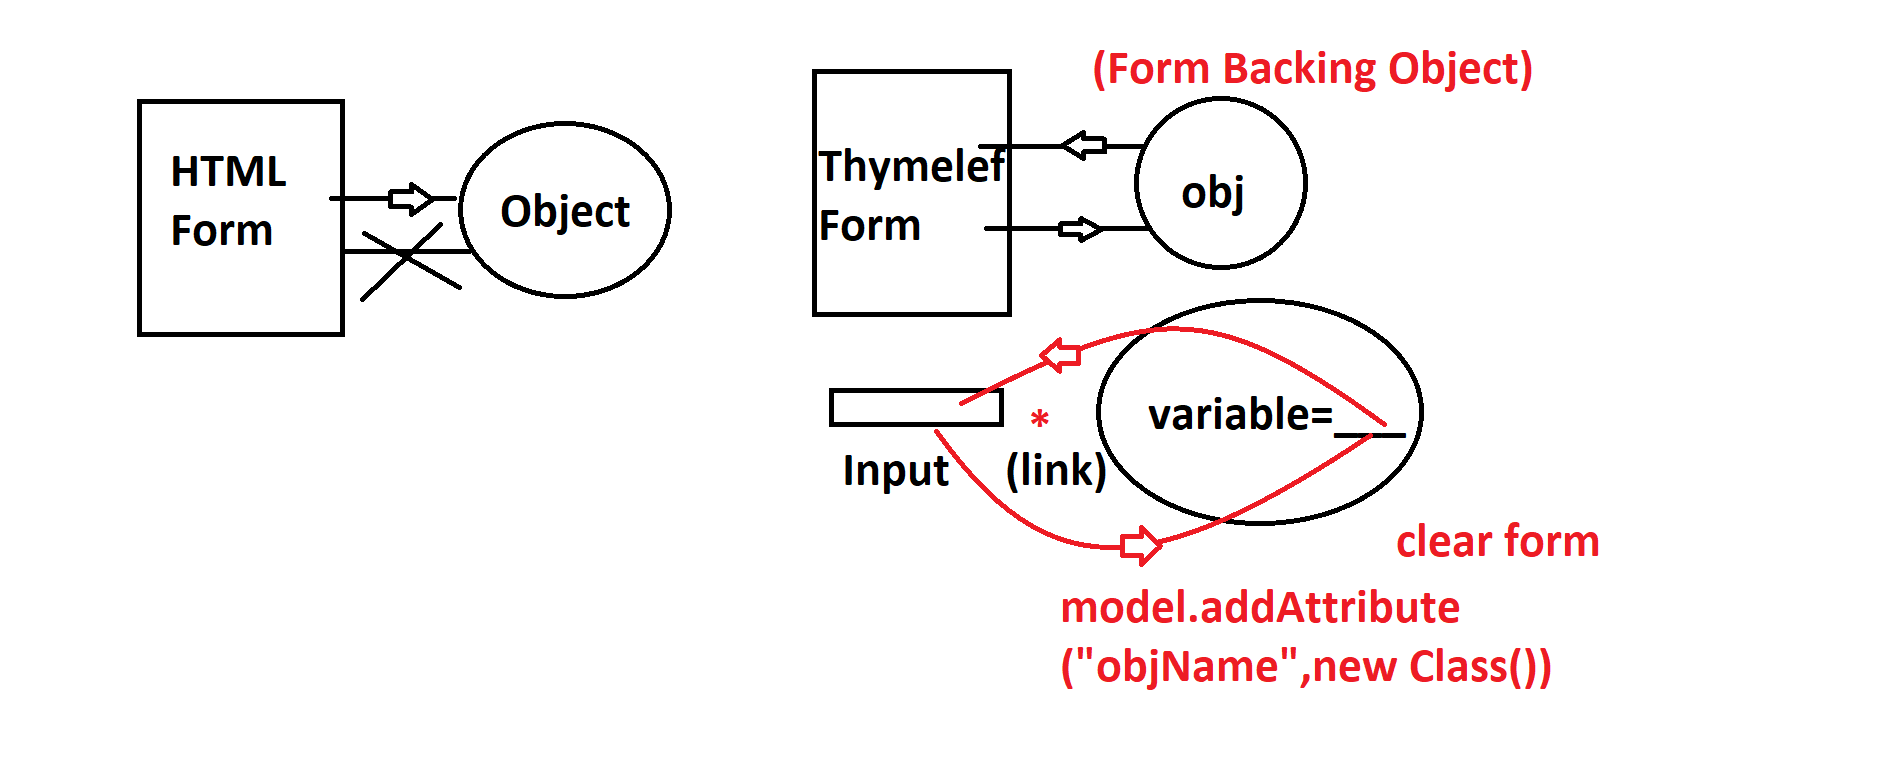 HTML
Form
Object
(Form Backing Object)
Thymelef
Form
obj
variable=____
*
Input
(link)
clear form
model.addAttribute
("objName",new Class())